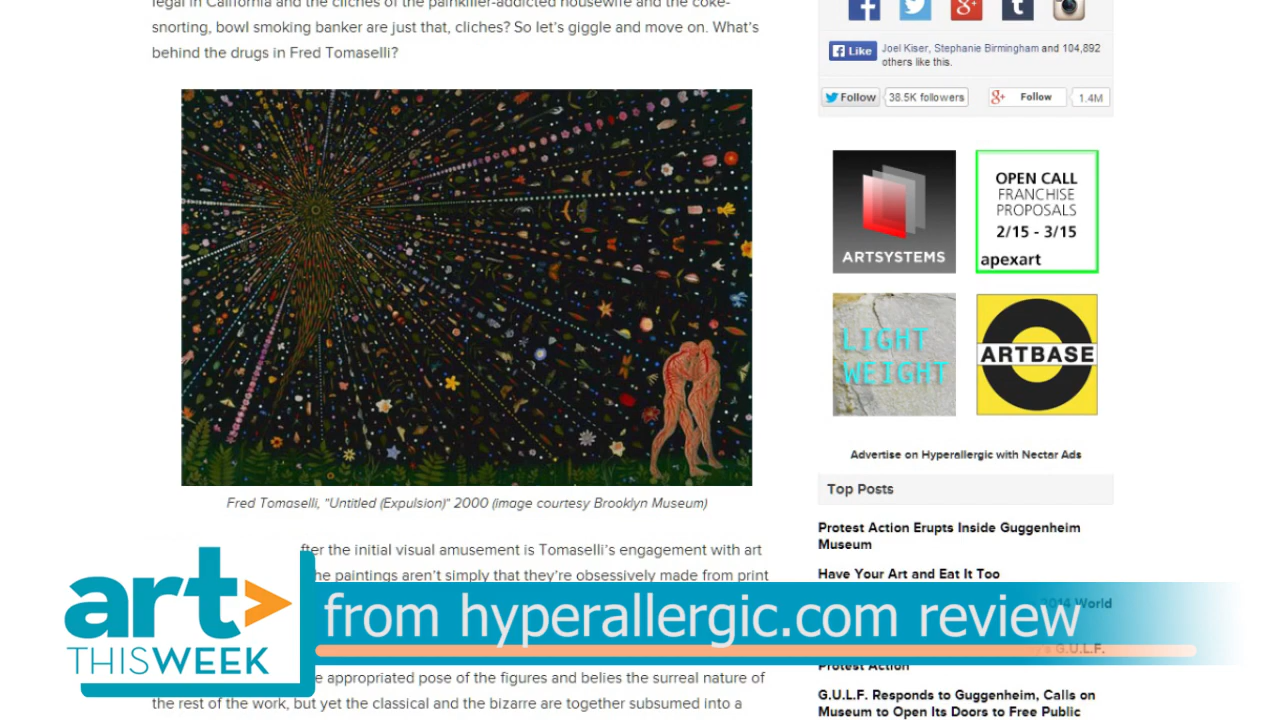 legal in California and the cliches of the painkiller-addicted housewife and the coke-
snorting, bowl smoking banker are just that, cliches? So let's giggle and move on. What's
behind the drugs in Fred Tomaselli?
Fred Tomaselli, "Untitled (Expulsion)" 2000 (image courtesy Brooklyn Museum)
fter the initial visual amusement is Tomaselli's engagement with art
he paintings aren't simply that they're obsessively made from print
e appropriated pose of the figures and belies the surreal nature of
the rest of the work, but yet the classical and the bizarre are together subsumed into a
Like
Joel Kiser, Stephanie Birmingham and 104,892
others like this.
Follow 38.5K followers
Follow 1.4M
ARTSYSTEMS
OPEN CALL
FRANCHISE
PROPOSALS
2/15 - 3/15
apexart
LIGHT
WEIGHT
ARTBASE
Advertise on Hyperallergic with Nectar Ads
Top Posts
Protest Action Erupts Inside Guggenheim
Museum
Have Your Art and Eat It Too
2014 World
G.U.L.F.
Protest Action
G.U.L.F. Responds to Guggenheim, Calls on
Museum to Open Its Doors to Free Public
art>
THISWEEK
from hyperallergic.com review